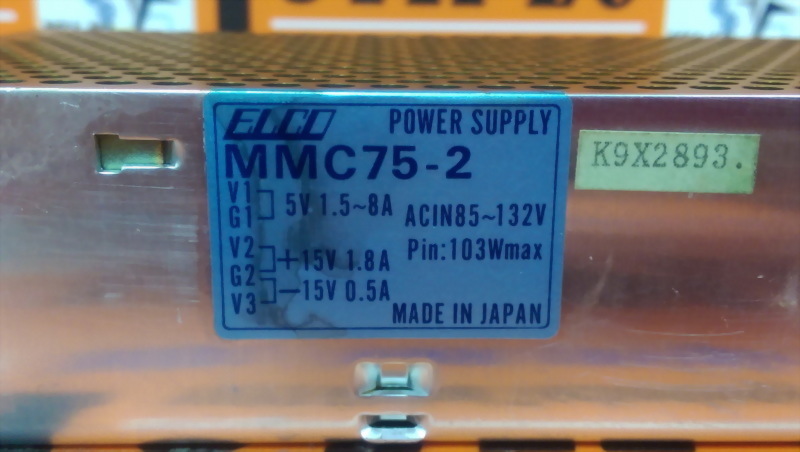 ELCO POWER SUPPLY
MMC75-2
V1
G1
5V 1.5~8A
ACIN85~132V
V2
G2
V3
+15V 1.8A
Pin:103Wmax
-15V 0.5A
MADE IN JAPAN
K9X2893.